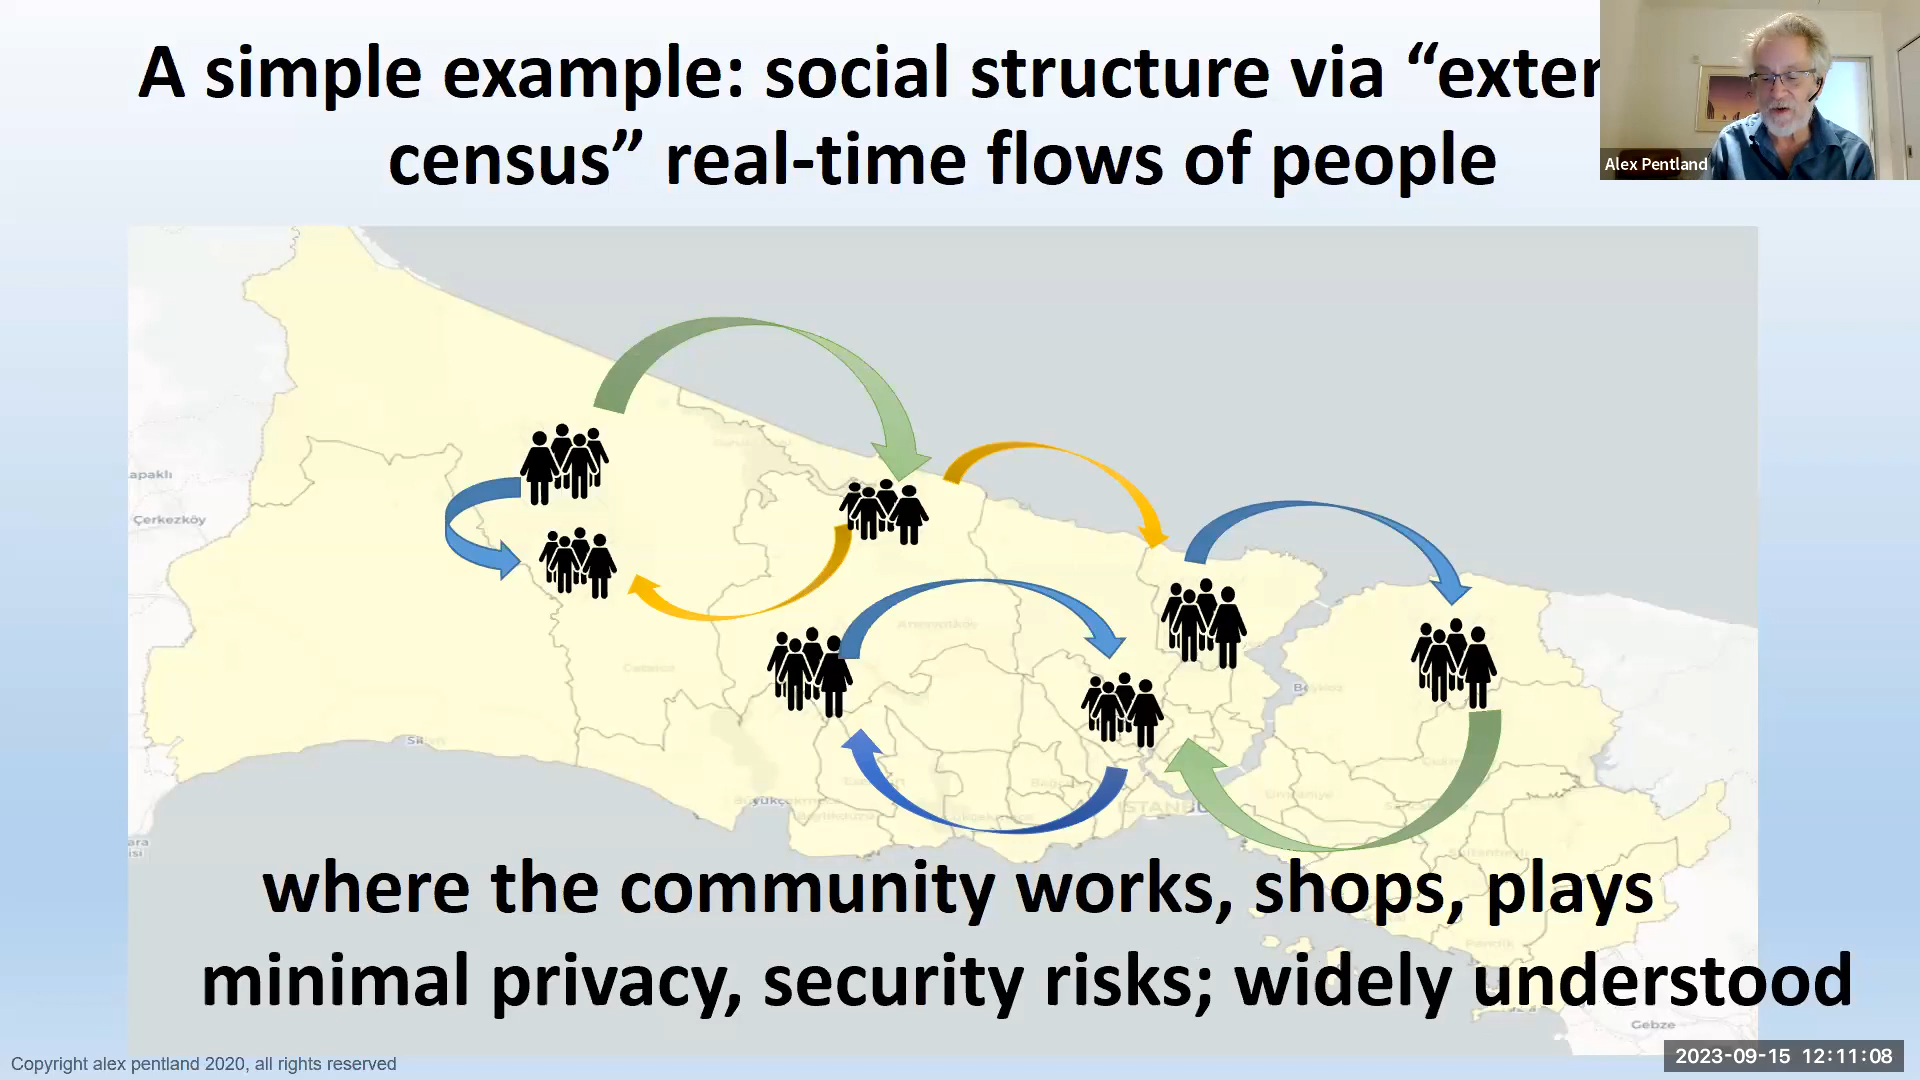 A simple example: social structure via “exter
census” real-time flows of people
Alex Pentland
apaklı
Çerkezköy
Beykoz
ISTANBU
where the community works, shops, plays
minimal privacy, security risks; widely understood
Gebze
Copyright alex pentland 2020, all rights reserved
2023-09-15 12:11:08